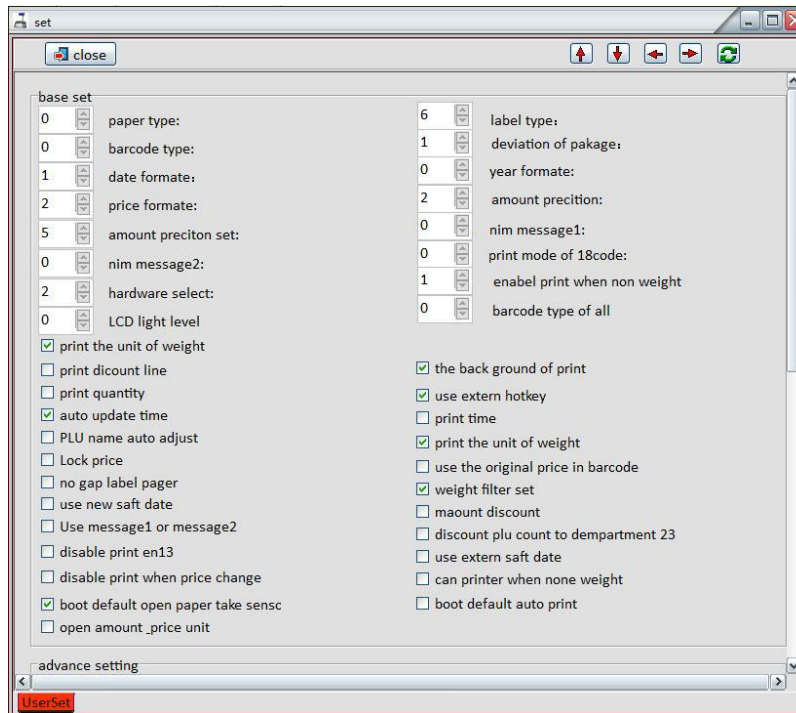 set
close
base set
0 paper type:
0 barcode type:
1 date formate:
2 price formate:
5 amount preciton set:
0 nim message2:
2 hardware select:
0 LCD light level
6 label type:
1 deviation of pakage:
0 year formate:
2 amount precition:
0 nim message1:
0 print mode of 18code:
1 enabel print when non weight
0 barcode type of all
print the unit of weight
print dicount line
print quantity
auto update time
PLU name auto adjust
Lock price
no gap label pager
use new saft date
Use message1 or message2
disable print en13
disable print when price change
boot default open paper take sensc
open amount _price unit
the back ground of print
use extern hotkey
print time
print the unit of weight
use the original price in barcode
weight filter set
maount discount
discount plu count to dempartment 23
use extern saft date
can printer when none weight
boot default auto print
advance setting
UserSet